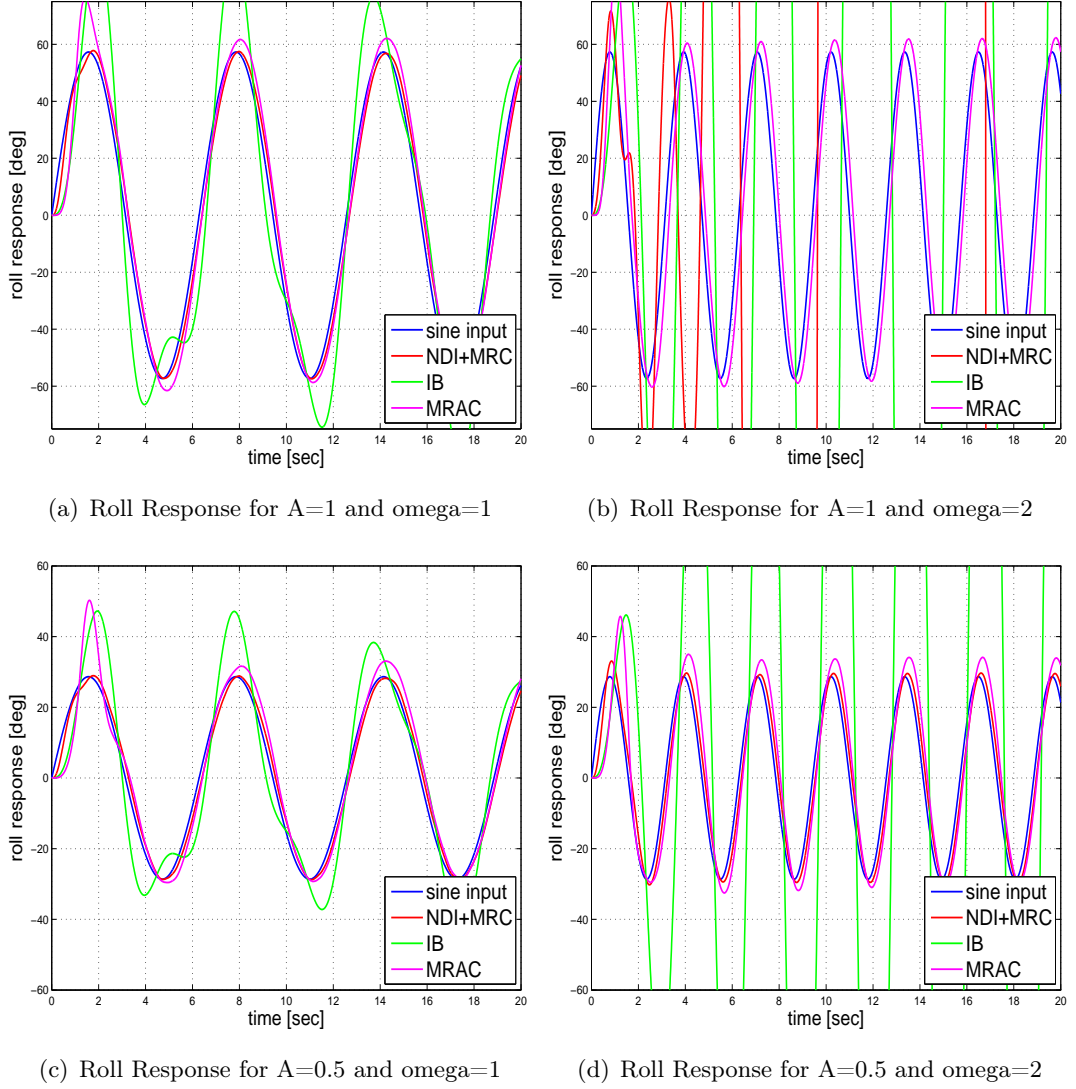 60
40
20
0
−20
−40
−60
0 2 4 6 8 10 12 14 16 18 20
roll response [deg]
time [sec]
sine input
NDI+MRC
IB
MRAC
(a) Roll Response for A=1 and omega=1
60
40
20
0
−20
−40
−60
0 2 4 6 8 10 12 14 16 18 20
roll response [deg]
time [sec]
sine input
NDI+MRC
IB
MRAC
(b) Roll Response for A=1 and omega=2
60
40
20
0
−20
−40
−60
0 2 4 6 8 10 12 14 16 18 20
roll response [deg]
time [sec]
sine input
NDI+MRC
IB
MRAC
(c) Roll Response for A=0.5 and omega=1
60
40
20
0
−20
−40
−60
0 2 4 6 8 10 12 14 16 18 20
roll response [deg]
time [sec]
sine input
NDI+MRC
IB
MRAC
(d) Roll Response for A=0.5 and omega=2